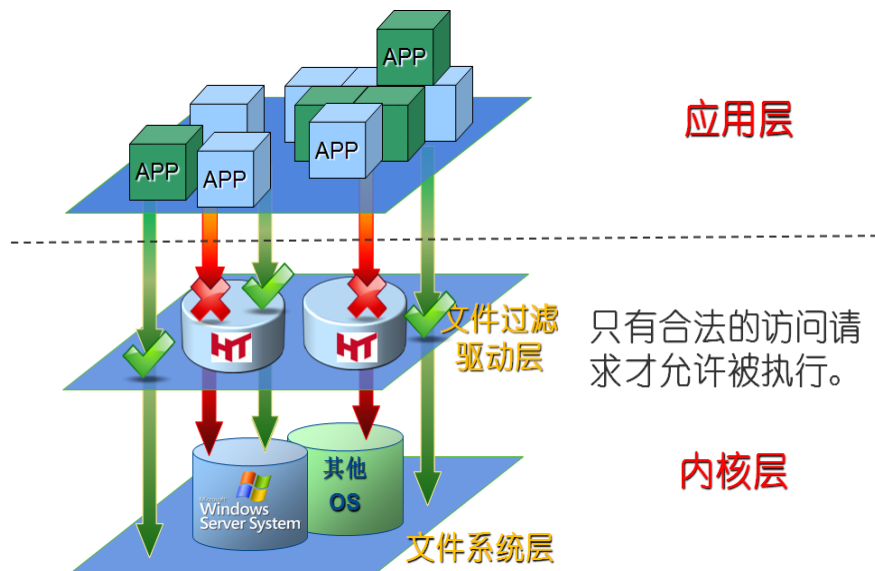 APP
应用层
APP
APP
APP
文件过滤
驱动层
只有合法的访问请
求才允许被执行。
HT
HT
其他
OS
Microsoft
Windows
Server System
内核层
文件系统层